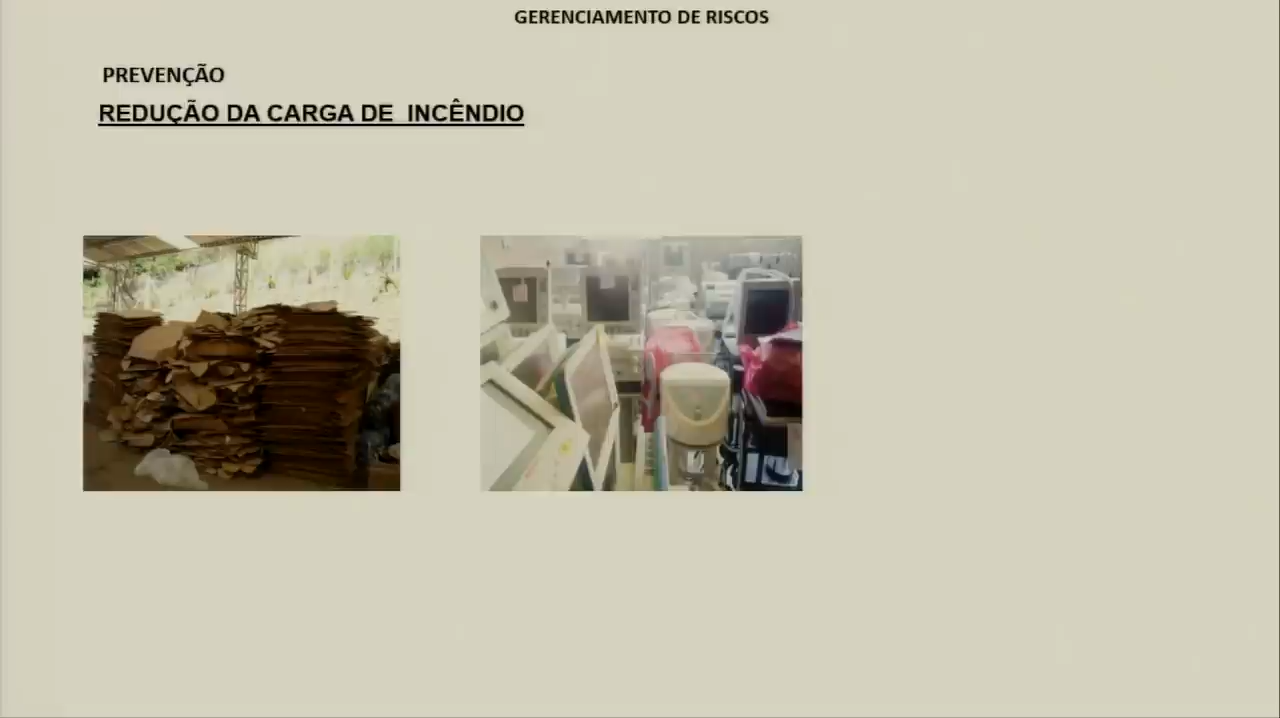 GERENCIAMENTO DE RISCOS
PREVENÇÃO
REDUÇÃO DA CARGA DE INCÊNDIO